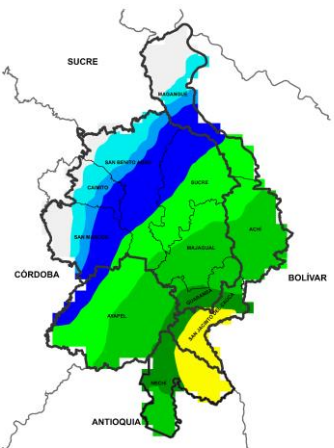 SUCRE
MAGANGUÉ
SAN BENITO ABAD
CAIMITO
SUCRE
SAN MARCOS
ACHÍ
MAJAGUAL
CÓRDOBA
BOLÍVAR
GUARANDA
SAN JACINTO DEL CAUCA
AYAPEL
NECHÍ
ANTIOQUIA